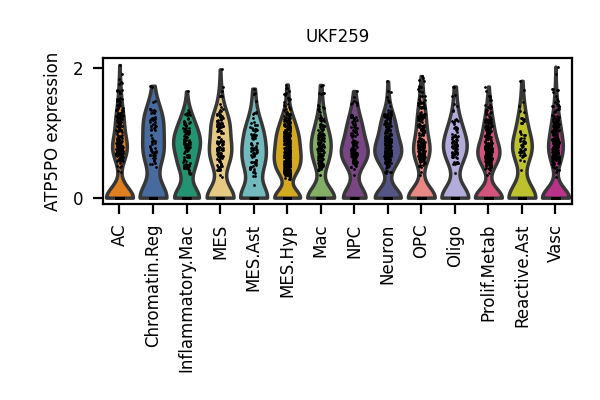 UKF259
ATP5PO expression
2
0
AC
Chromatin.Reg
Inflammatory.Mac
MES
MES.Ast
MES.Hyp
Mac
NPC
Neuron
OPC
Oligo
Prolif.Metab
Reactive.Ast
Vasc